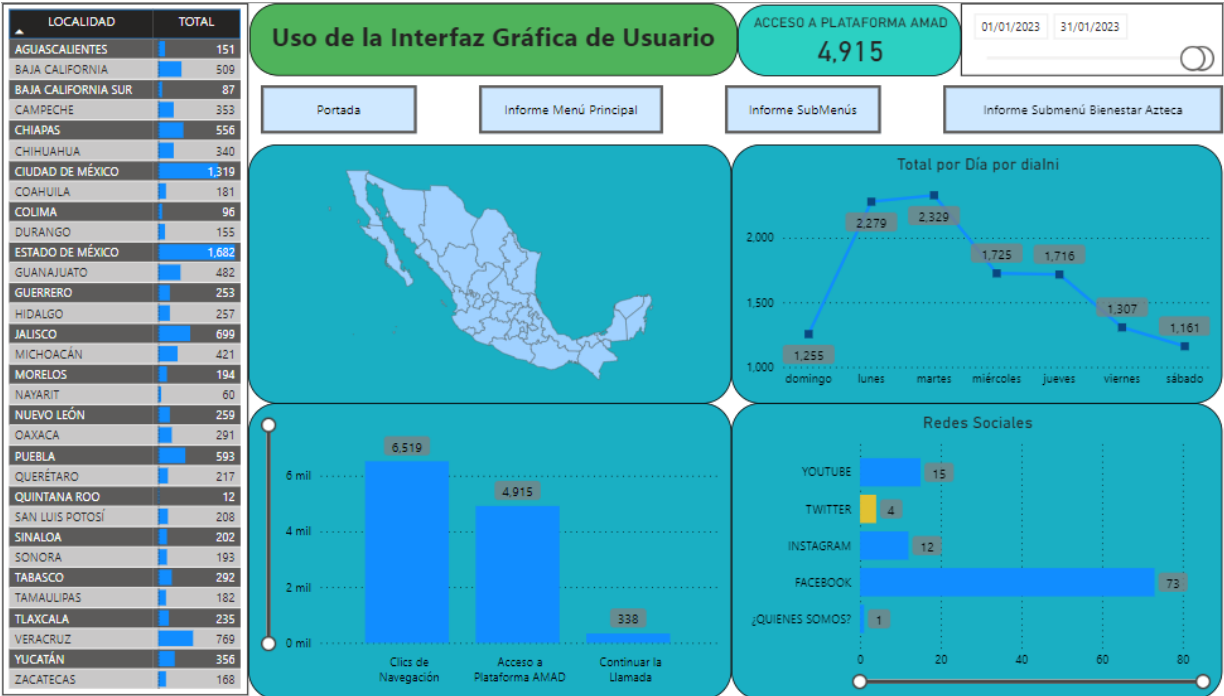 LOCALIDAD TOTAL
AGUASCALIENTES 151
BAJA CALIFORNIA 509
BAJA CALIFORNIA SUR 87
CAMPECHE 353
CHIAPAS 556
CHIHUAHUA 340
CIUDAD DE MÉXICO 1,319
COAHUILA 181
COLIMA 96
DURANGO 155
ESTADO DE MÉXICO 1,682
GUANAJUATO 482
GUERRERO 253
HIDALGO 257
JALISCO 699
MICHOACÁN 421
MORELOS 194
NAYARIT 60
NUEVO LEÓN 259
OAXACA 291
PUEBLA 593
QUERÉTARO 217
QUINTANA ROO 12
SAN LUIS POTOSÍ 208
SINALOA 202
SONORA 193
TABASCO 292
TAMAULIPAS 182
TLAXCALA 235
VERACRUZ 769
YUCATÁN 356
ZACATECAS 168
Uso de la Interfaz Gráfica de Usuario
ACCESO A PLATAFORMA AMAD
4,915
01/01/2023 31/01/2023
Portada
Informe Menú Principal
Informe SubMenús
Informe Submenú Bienestar Azteca
Total por Día por diaIni
2,000
1,500
1,000
1,255
2,279
2,329
1,725
1,716
1,307
1,161
domingo lunes martes miércoles jueves viernes sábado
6 mil
4 mil
2 mil
0 mil
6,519
4,915
338
Clics de
Navegación
Acceso a
Plataforma AMAD
Continuar la
Llamada
Redes Sociales
YOUTUBE 15
TWITTER 4
INSTAGRAM 12
FACEBOOK 73
¿QUIENES SOMOS? 1
0 20 40 60 80